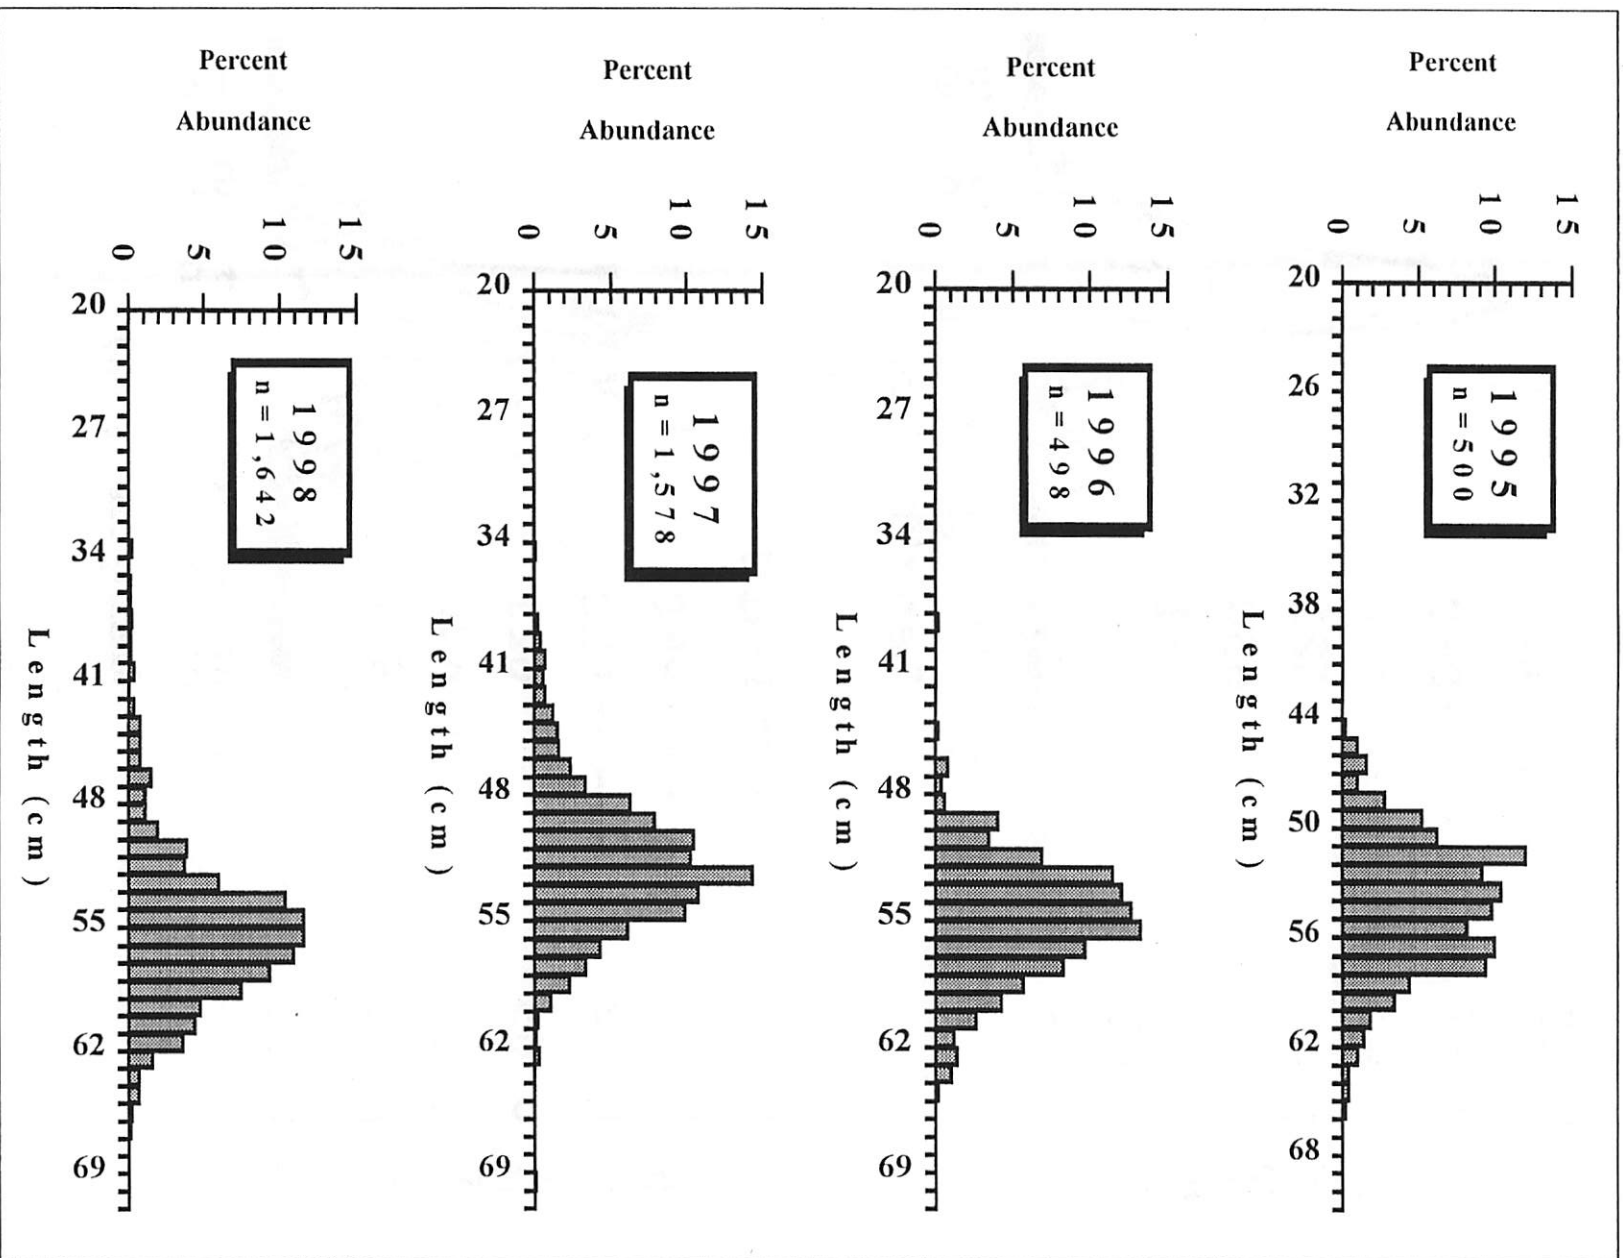 Percent
Abundance
0 5 10 15
20 26 32 38 44 50 56 62 68
1995
n=500
Length (cm)
Percent
Abundance
0 5 10 15
20 27 34 41 48 55 62 69
1996
n=498
Length (cm)
Percent
Abundance
0 5 10 15
20 27 34 41 48 55 62 69
1997
n=1,578
Length (cm)
Percent
Abundance
0 5 10 15
20 27 34 41 48 55 62 69
1998
n=1,642
Length (cm)